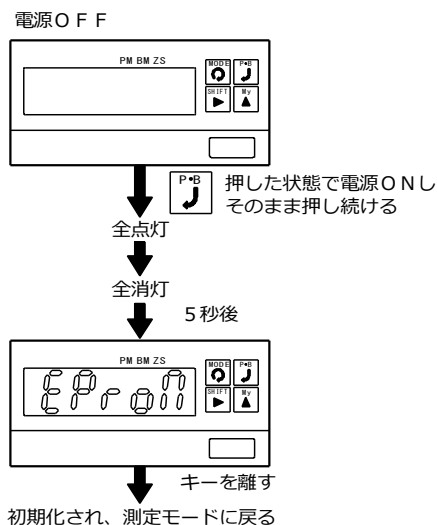 電源OFF
PM BM ZS
MODE P•B
SHIFT My
P•B
押した状態で電源ONし
そのまま押し続ける
全点灯
全消灯
5秒後
PM BM ZS
MODE P•B
EProM
SHIFT My
キーを離す
初期化され、測定モードに戻る